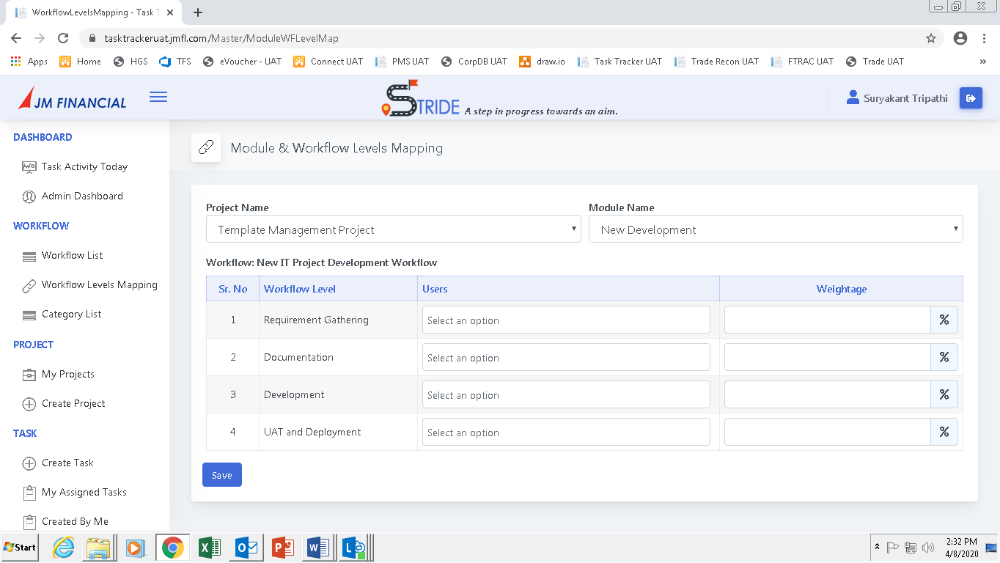 WorkflowLevelsMapping - Task T
tasktrackeruat.jmfl.com/Master/ModuleWFLevelMap
Apps Home HGS TFS eVoucher - UAT Connect UAT PMS UAT CorpDB UAT draw.io Task Tracker UAT Trade Recon UAT FTRAC UAT Trade UAT »
JM FINANCIAL
STRIDE A step in progress towards an aim.
Suryakant Tripathi
DASHBOARD
Task Activity Today
Admin Dashboard
WORKFLOW
Workflow List
Workflow Levels Mapping
Category List
PROJECT
My Projects
Create Project
TASK
Create Task
My Assigned Tasks
Created By Me
Module & Workflow Levels Mapping
Project Name Module Name
Template Management Project New Development
Workflow: New IT Project Development Workflow
Sr. No Workflow Level Users Weightage
1 Requirement Gathering Select an option %
2 Documentation Select an option %
3 Development Select an option %
4 UAT and Deployment Select an option %
Save
Start
2:32 PM
4/8/2020